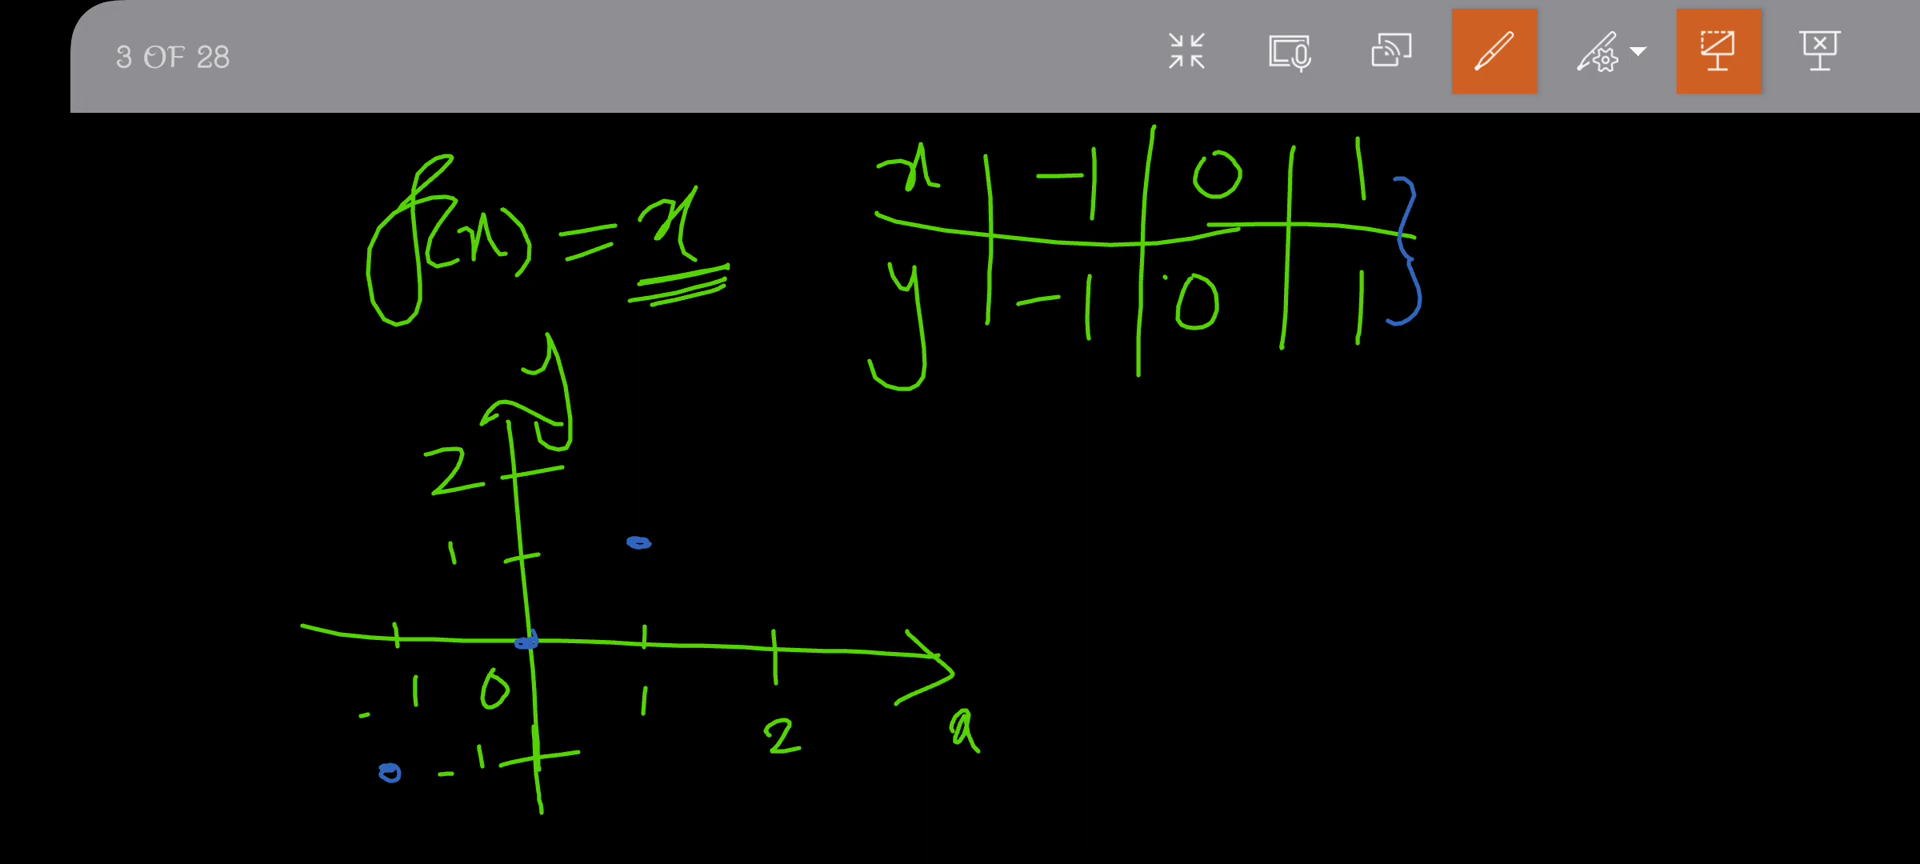 3 OF 28
f(x) = x
x | -1 | 0 | 1
y | -1 | 0 | 1
y
2
1
-1 0 1 2
-1